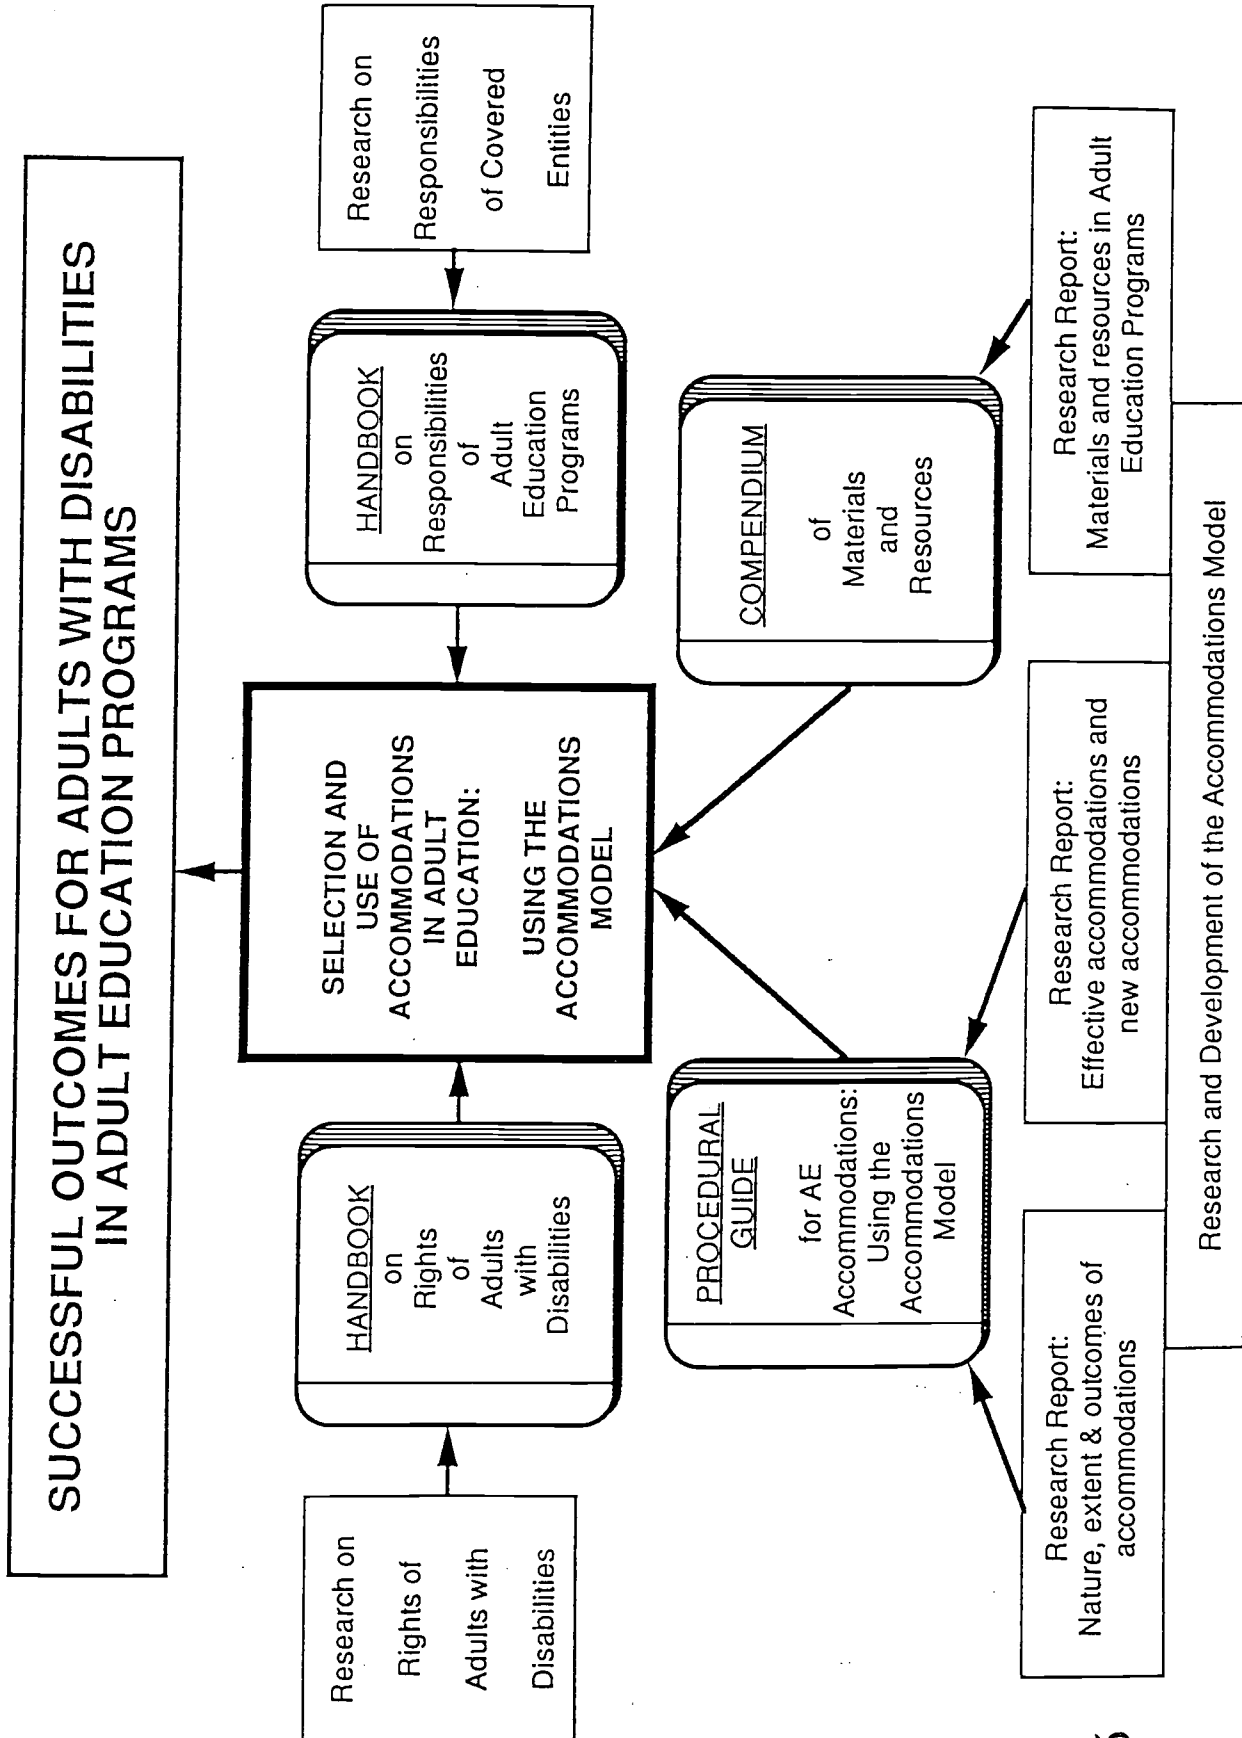 SUCCESSFUL OUTCOMES FOR ADULTS WITH DISABILITIES
IN ADULT EDUCATION PROGRAMS
Research on
Rights of
Adults with
Disabilities
HANDBOOK
on
Rights
of
Adults
with
Disabilities
SELECTION AND
USE OF
ACCOMMODATIONS
IN ADULT
EDUCATION:
USING THE
ACCOMMODATIONS
MODEL
HANDBOOK
on
Responsibilities
of
Adult
Education
Programs
Research on
Responsibilities
of Covered
Entities
PROCEDURAL
GUIDE
for AE
Accommodations:
Using the
Accommodations
Model
COMPENDIUM
of
Materials
and
Resources
Research Report:
Nature, extent & outcomes of
accommodations
Research Report:
Effective accommodations and
new accommodations
Research Report:
Materials and resources in Adult
Education Programs
Research and Development of the Accommodations Model